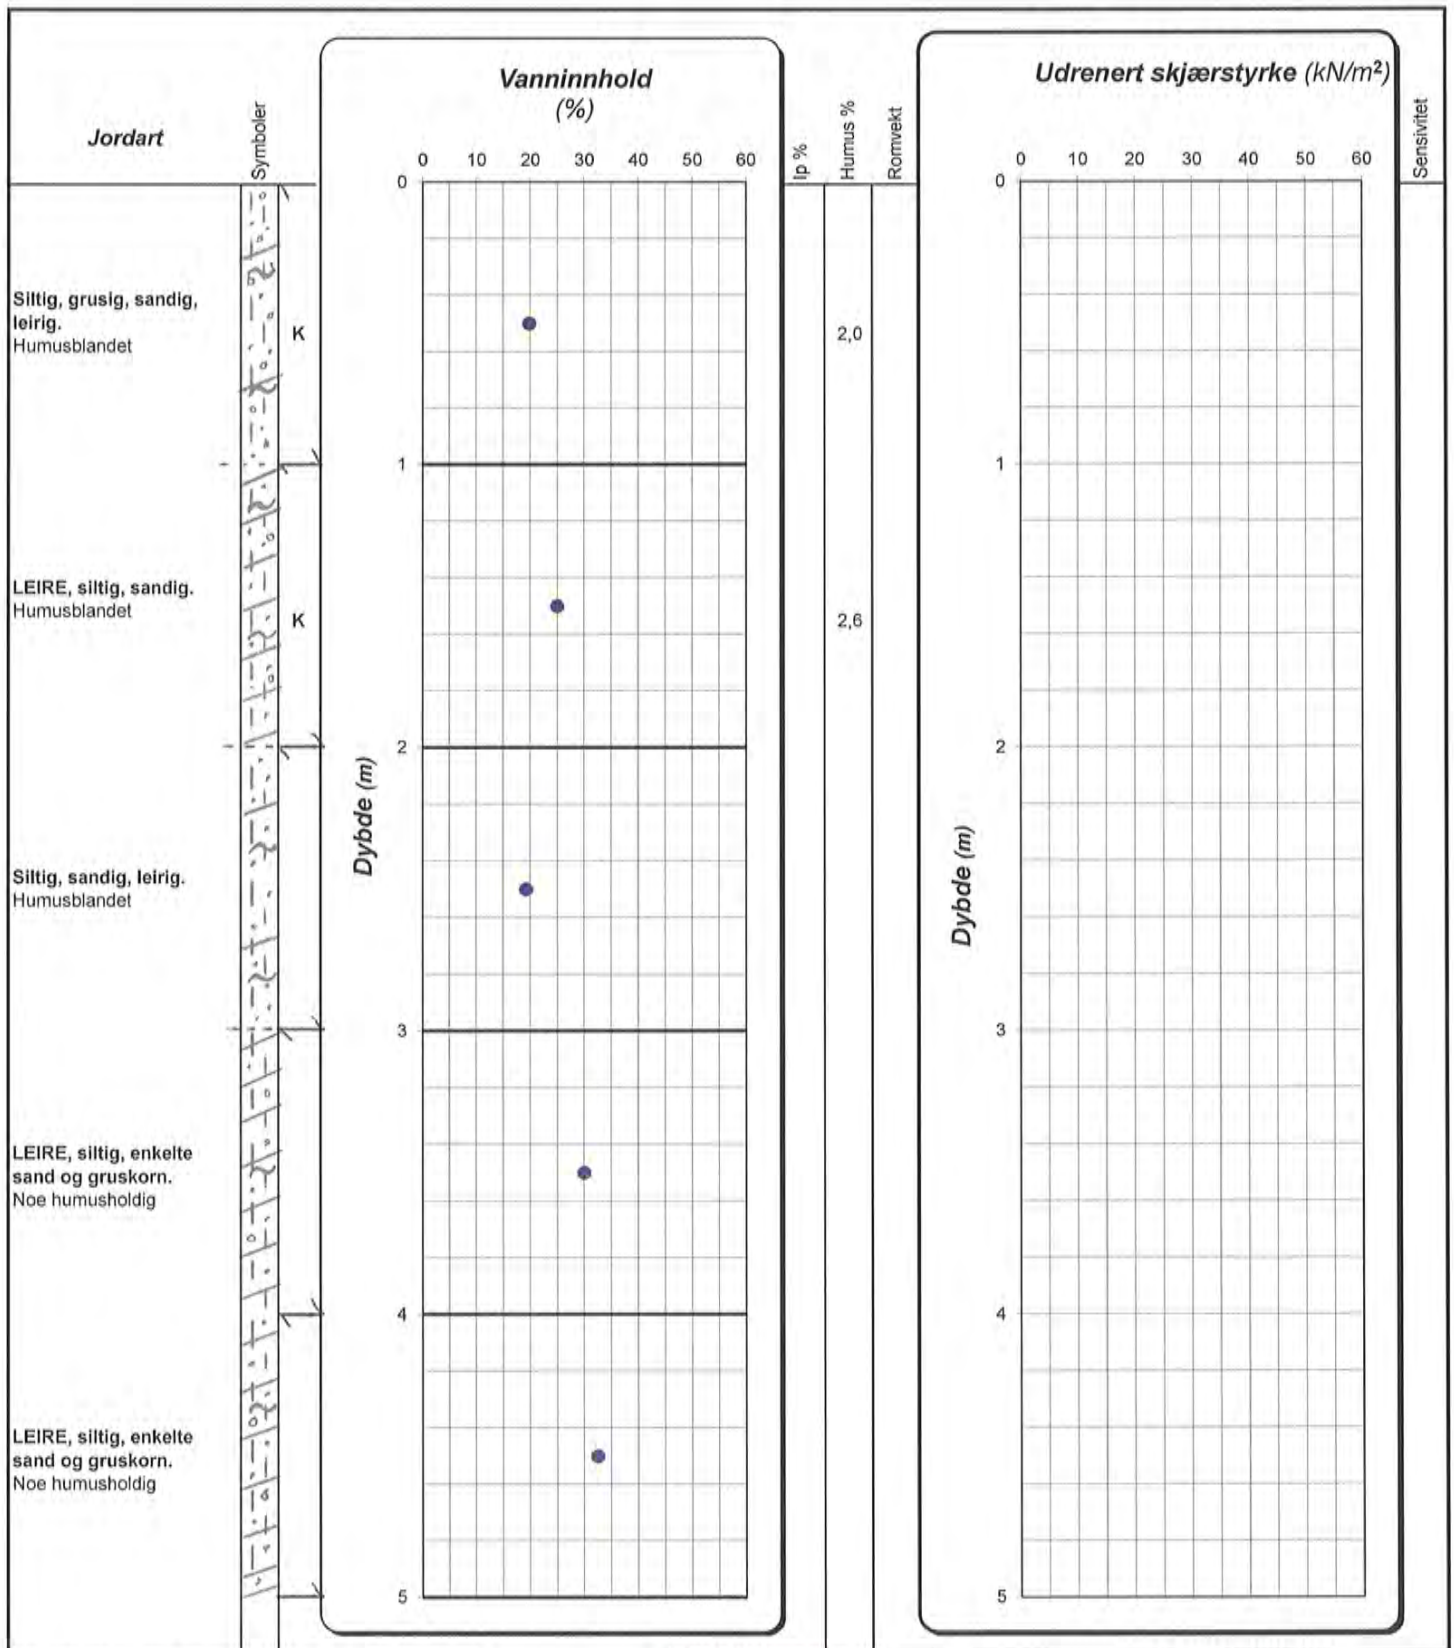 Jordart
Symboler
Vanninnhold
(%)
0 10 20 30 40 50 60
Ip %
Humus %
Romvekt
Udrenert skjærstyrke (kN/m²)
0 10 20 30 40 50 60
Sensivitet
0
0
Siltig, grusig, sandig,
leirig.
Humusblandet
K
2,0
1
1
LEIRE, siltig, sandig.
Humusblandet
K
2,6
2
2
Dybde (m)
Dybde (m)
Siltig, sandig, leirig.
Humusblandet
3
3
LEIRE, siltig, enkelte
sand og gruskorn.
Noe humusholdig
4
4
LEIRE, siltig, enkelte
sand og gruskorn.
Noe humusholdig
5
5